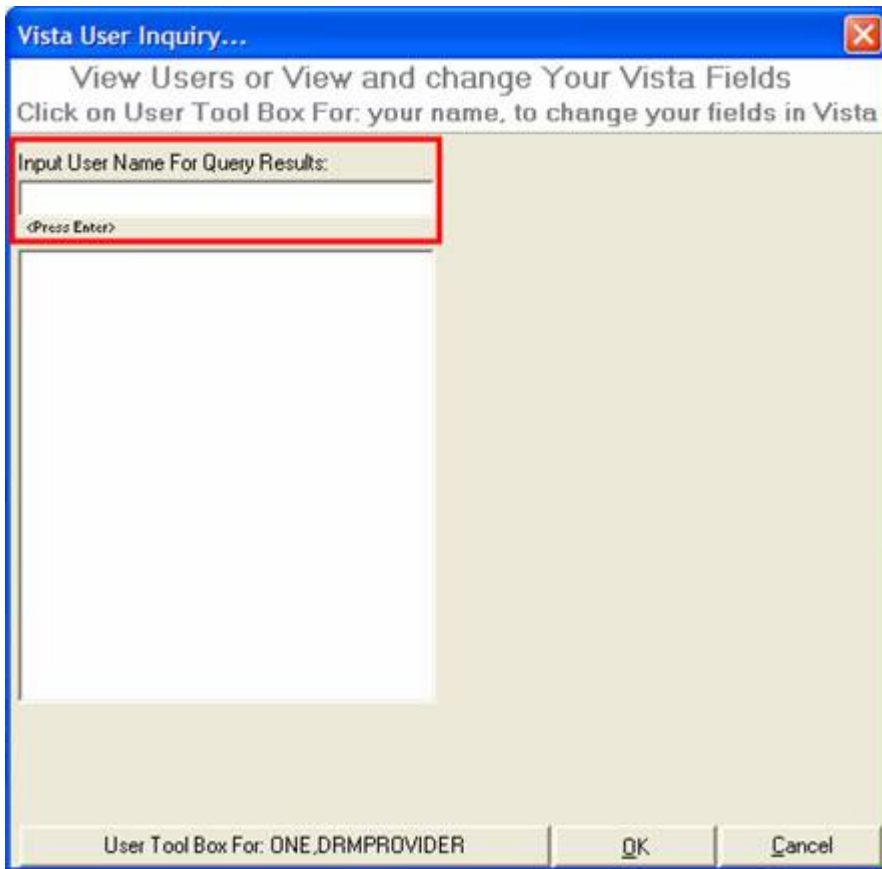 Vista User Inquiry...
View Users or View and change Your Vista Fields
Click on User Tool Box For: your name, to change your fields in Vista
Input User Name For Query Results:
<Press Enter>
User Tool Box For: ONE,DRMPROVIDER
OK
Cancel